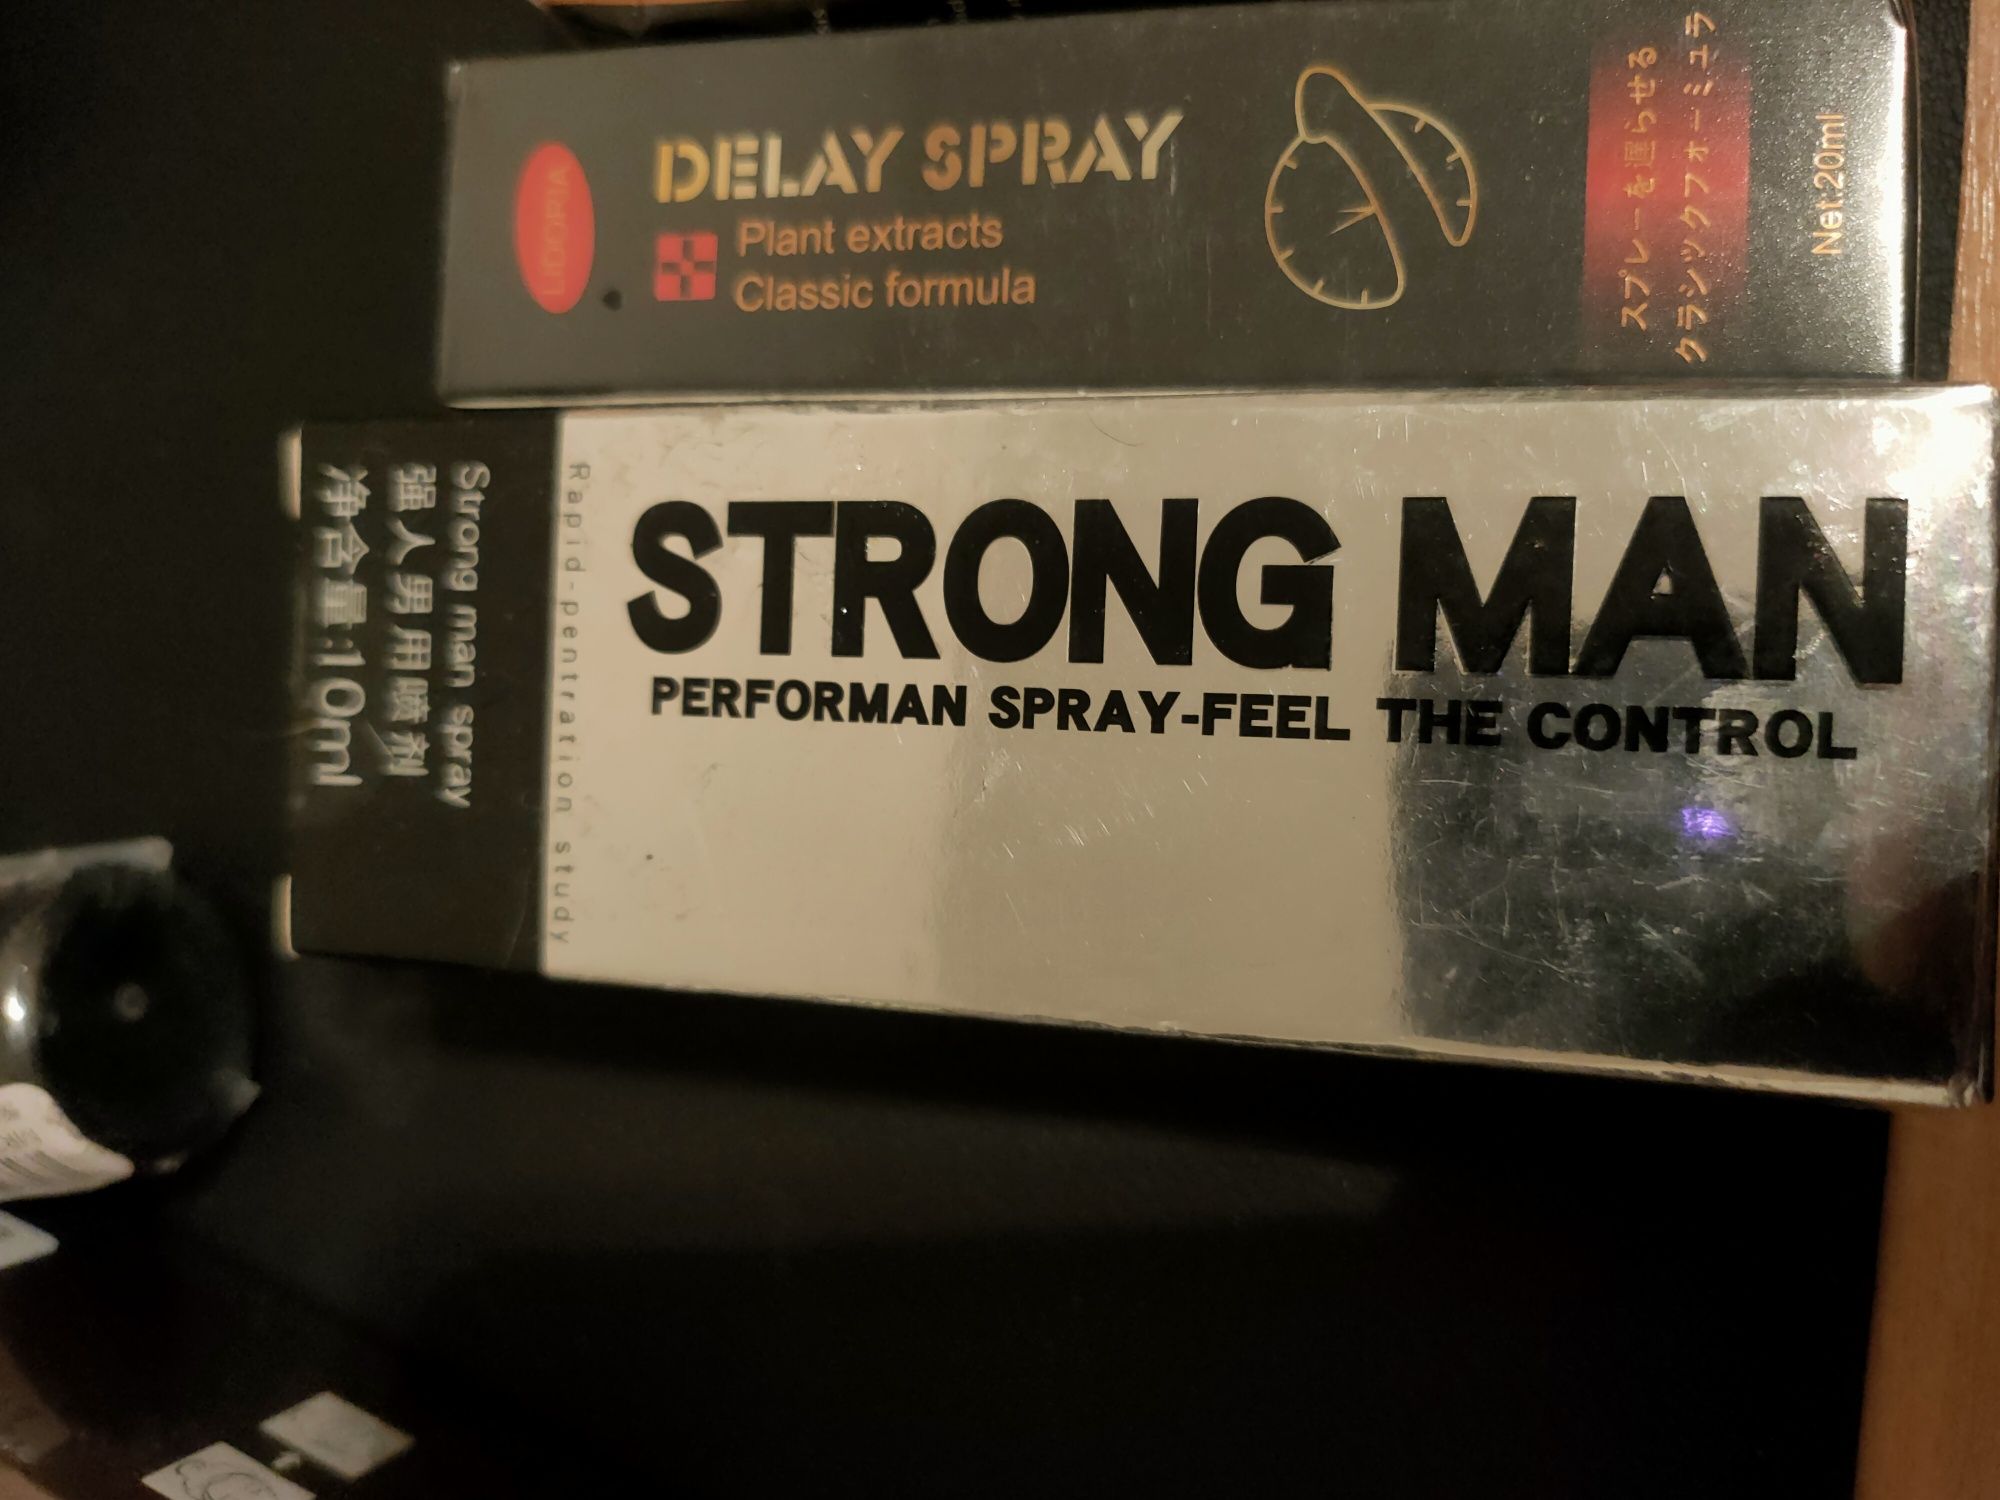 LIDORIA
DELAY SPRAY
Plant extracts
Classic formula
スプレーを遅らせる
クラシックフォーミュラ
Net.20ml
STRONG MAN
PERFORMAN SPRAY-FEEL THE CONTROL
Rapid-pentration study
Strong man spray
强人男用喷剂
净含量:10ml